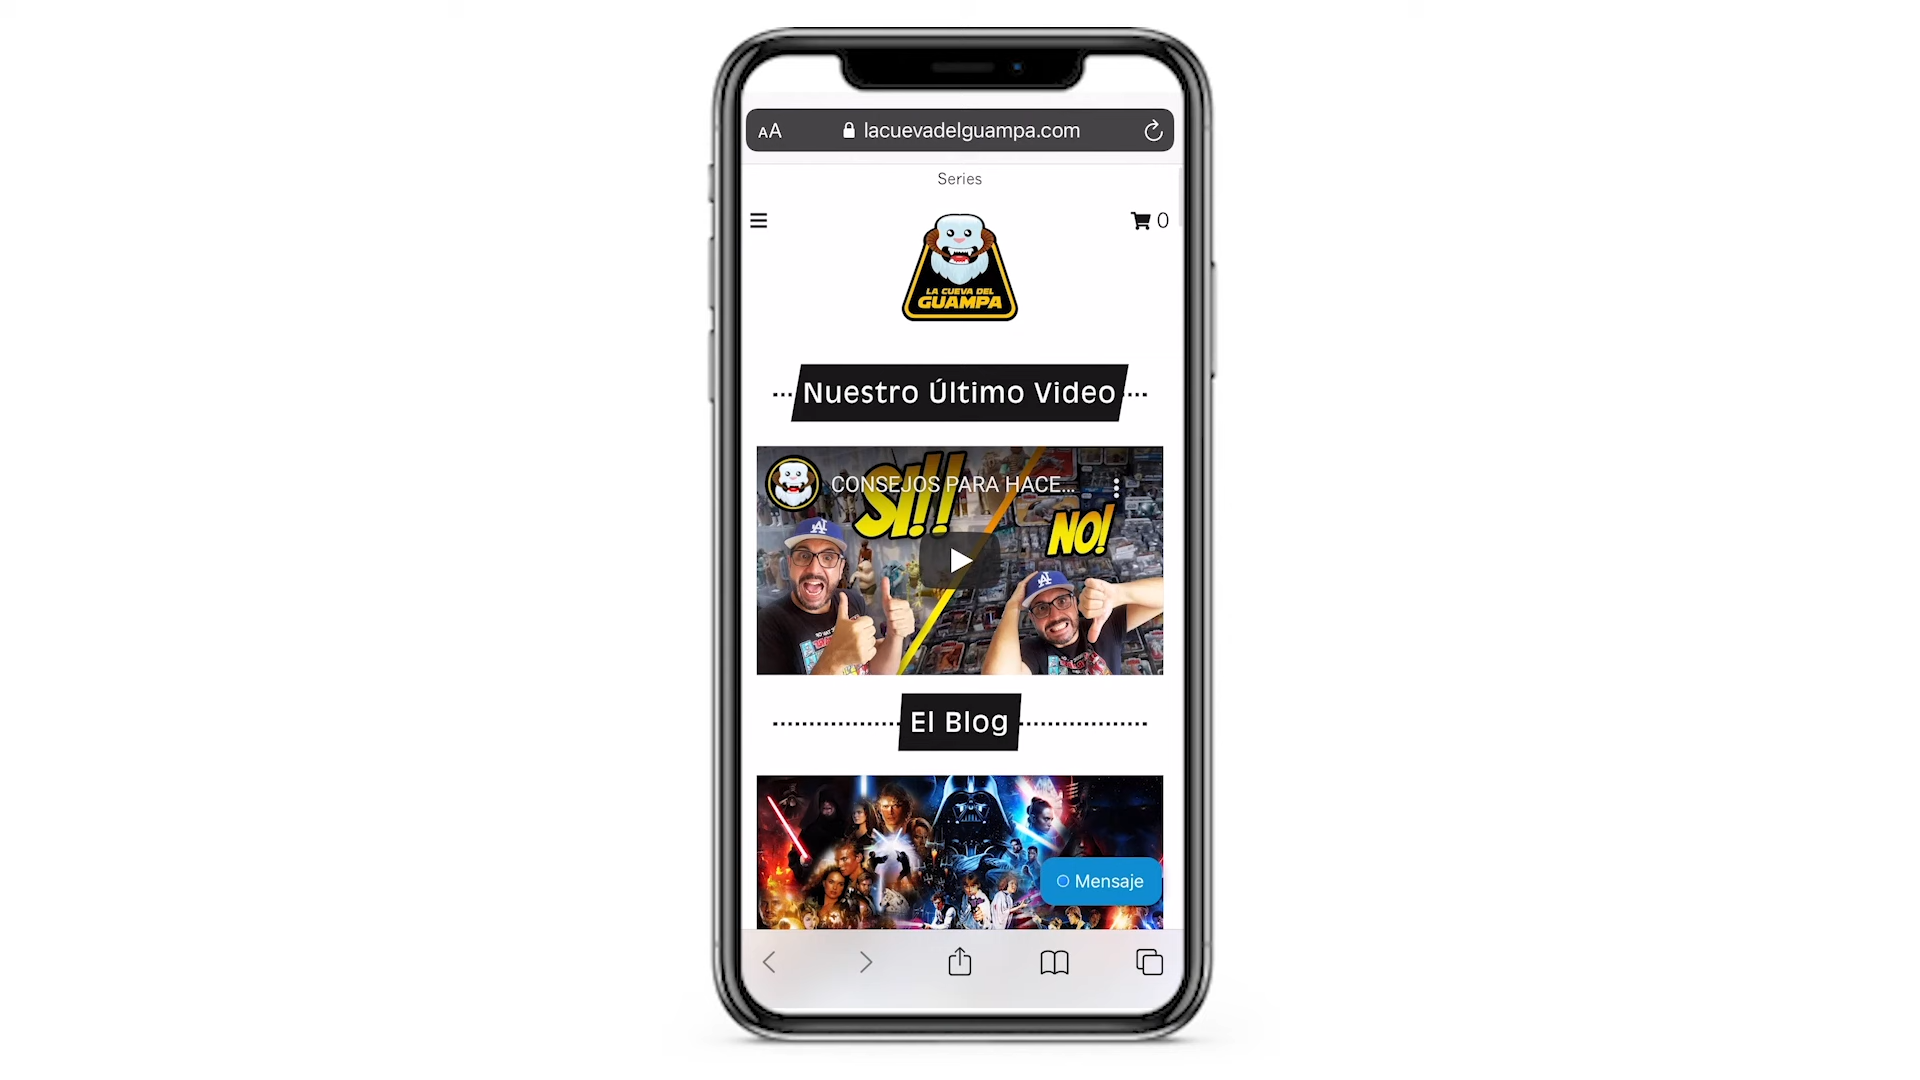 AA
lacuevadelguampa.com
Series
0
LA CUEVA DEL
GUAMPA
Nuestro Último Video
SI!!
CONSEJOS PARA HACE...
NO!
El Blog
Mensaje